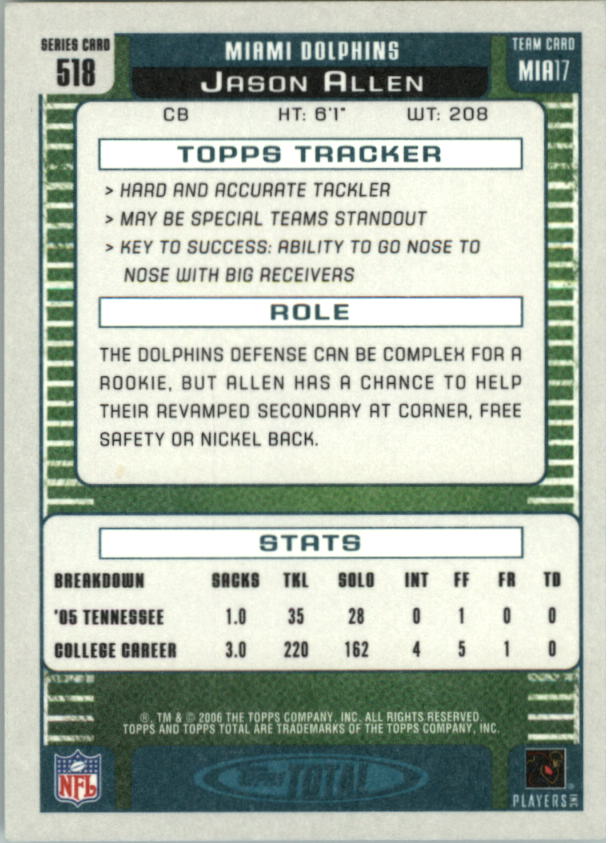 SERIES CARD
518
MIAMI DOLPHINS
JASON ALLEN
TEAM CARD
MIA17
CB HT: 6'1" WT: 208
TOPPS TRACKER
> HARD AND ACCURATE TACKLER
> MAY BE SPECIAL TEAMS STANDOUT
> KEY TO SUCCESS: ABILITY TO GO NOSE TO
NOSE WITH BIG RECEIVERS
ROLE
THE DOLPHINS DEFENSE CAN BE COMPLEX FOR A
ROOKIE, BUT ALLEN HAS A CHANCE TO HELP
THEIR REVAMPED SECONDARY AT CORNER, FREE
SAFETY OR NICKEL BACK.
STATS
BREAKDOWN SACKS TKL SOLO INT FF FR TD
'05 TENNESSEE 1.0 35 28 0 1 0 0
COLLEGE CAREER 3.0 220 162 4 5 1 0
®, TM & © 2006 THE TOPPS COMPANY, INC. ALL RIGHTS RESERVED.
TOPPS AND TOPPS TOTAL ARE TRADEMARKS OF THE TOPPS COMPANY, INC.
NFL
TOPPS TOTAL
PLAYERS INC